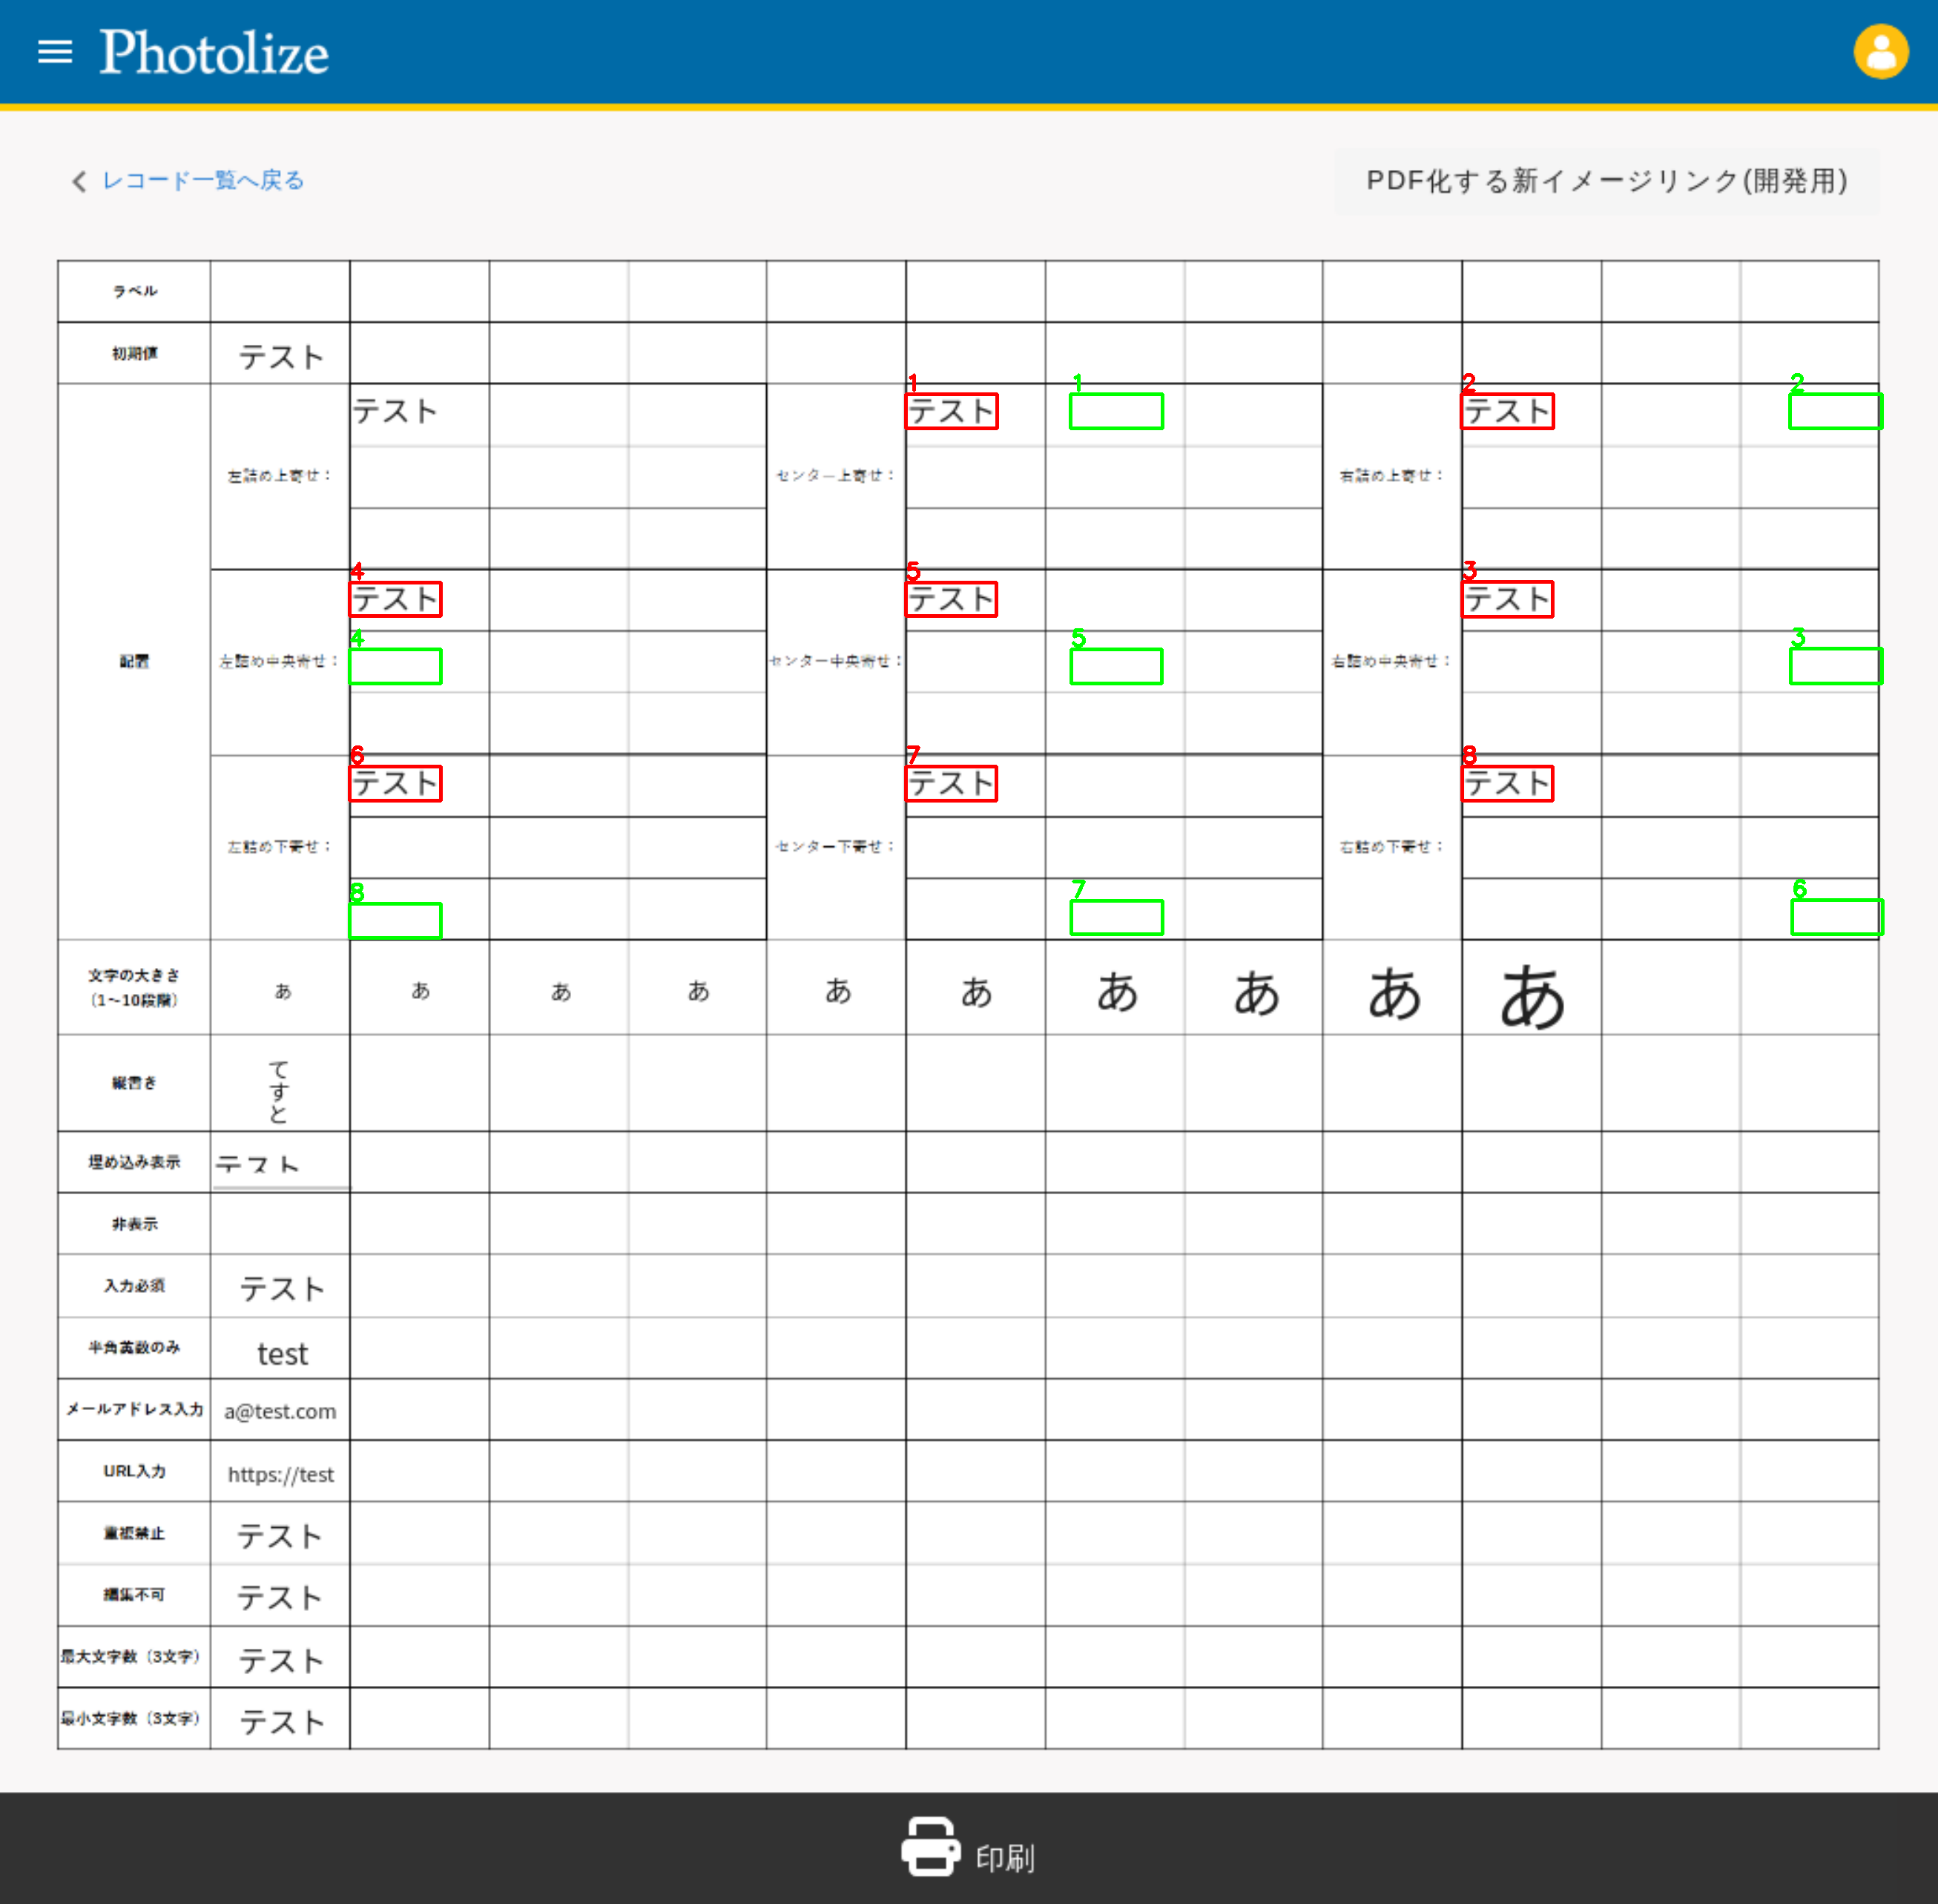 Photolize
レコード一覧へ戻る
PDF化する新イメージリンク(開発用)
ラベル
初期値 テスト
テスト 1 テスト 1 2 テスト 2
配置 左詰め上寄せ： センター上寄せ： 右詰め上寄せ：
4 テスト 5 テスト 3 テスト
左詰め中央寄せ： 4 センター中央寄せ： 5 右詰め中央寄せ： 3
6 テスト 7 テスト 8 テスト
左詰め下寄せ： センター下寄せ： 右詰め下寄せ：
8 7 6
文字の大きさ
（1～10段階） あ あ あ あ あ あ あ あ あ あ
縦書き てすと
埋め込み表示 テスト
非表示
入力必須 テスト
半角英数のみ test
メールアドレス入力 a@test.com
URL入力 https://test
重複禁止 テスト
編集不可 テスト
最大文字数（3文字） テスト
最小文字数（3文字） テスト
印刷